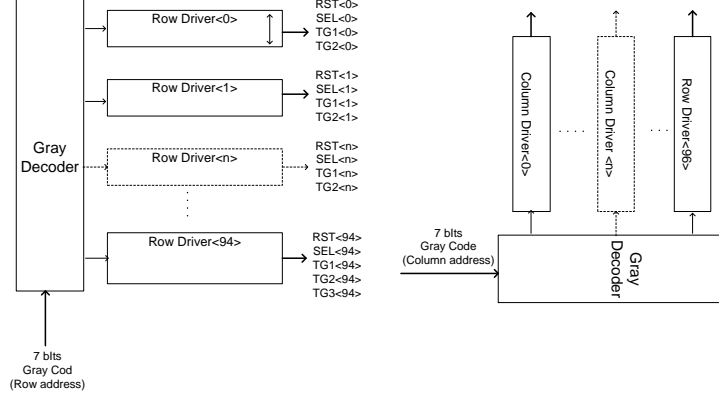 RST<0>
SEL<0>
TG1<0>
TG2<0>
Row Driver<0>
RST<1>
SEL<1>
TG1<1>
TG2<1>
Row Driver<1>
Gray
Decoder
RST<n>
SEL<n>
TG1<n>
TG2<n>
Row Driver<n>
RST<94>
SEL<94>
TG1<94>
TG2<94>
TG3<94>
Row Driver<94>
7 bIts
Gray Cod
(Row address)
Column Driver<0>
Column Driver <n>
Row Driver<96>
7 bIts
Gray Code
(Column address)
Gray
Decoder